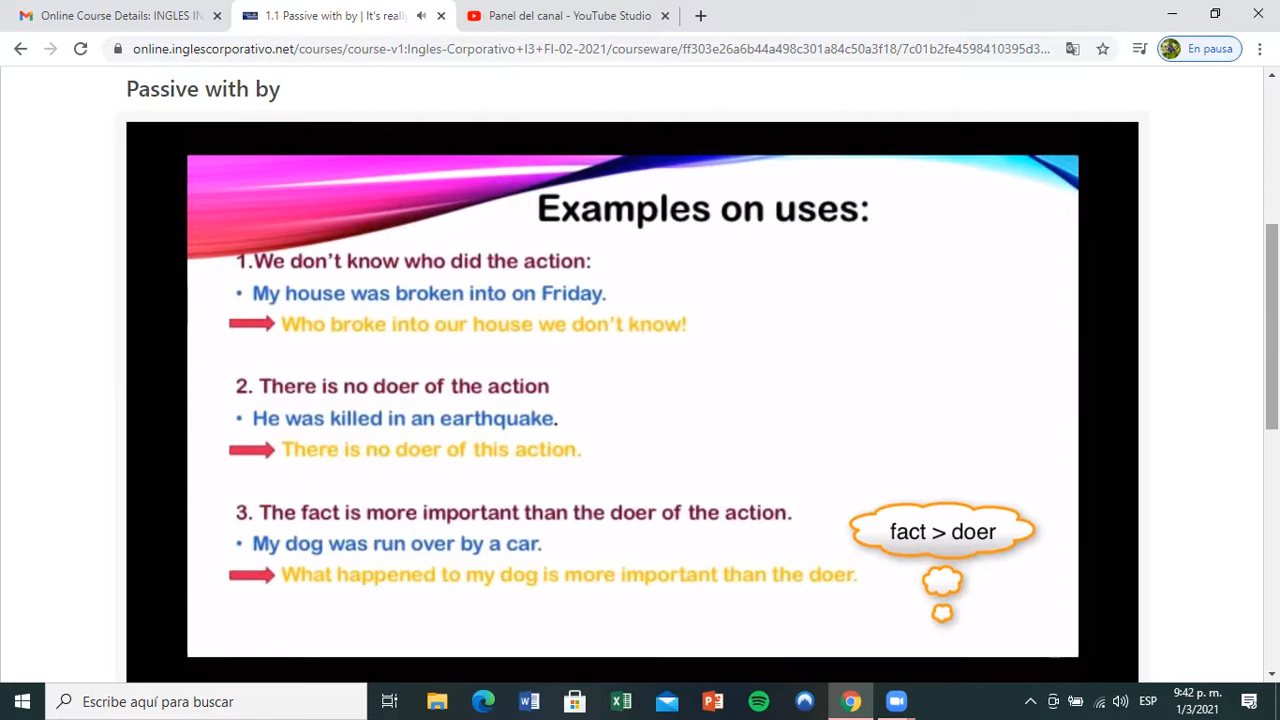 Online Course Details: INGLES IN
1.1 Passive with by | It's really
Panel del canal - YouTube Studio
online.inglescorporativo.net/courses/course-v1:Ingles-Corporativo+I3+FI-02-2021/courseware/ff303e26a6b44a498c301a84c50a3f18/7c01b2fe4598410395d3...
En pausa
Passive with by
Examples on uses:
1.We don't know who did the action:
• My house was broken into on Friday.
Who broke into our house we don't know!
2. There is no doer of the action
• He was killed in an earthquake.
There is no doer of this action.
3. The fact is more important than the doer of the action.
• My dog was run over by a car.
What happened to my dog is more important than the doer.
fact > doer
Escribe aquí para buscar
ESP
9:42 p. m.
1/3/2021